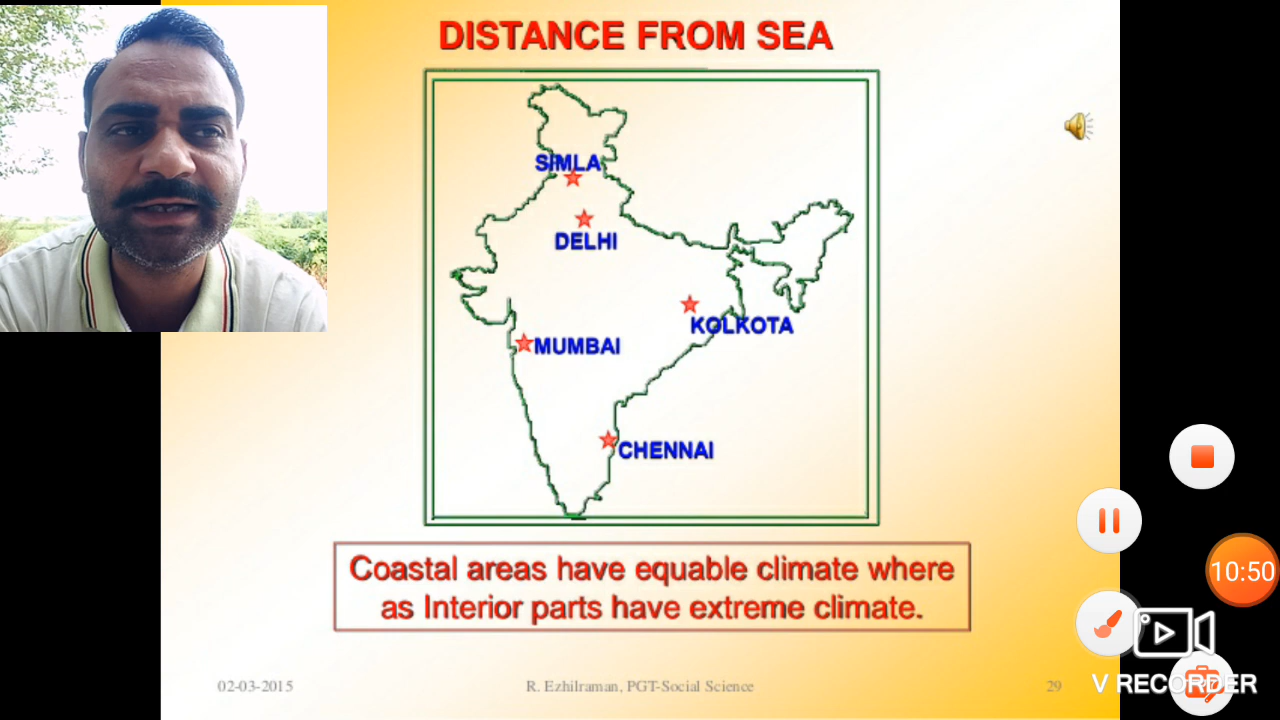 DISTANCE FROM SEA
SIMLA
DELHI
KOLKOTA
MUMBAI
CHENNAI
Coastal areas have equable climate where
as Interior parts have extreme climate.
10:50
02-03-2015
R. Ezhilraman, PGT-Social Science
29
V RECORDER